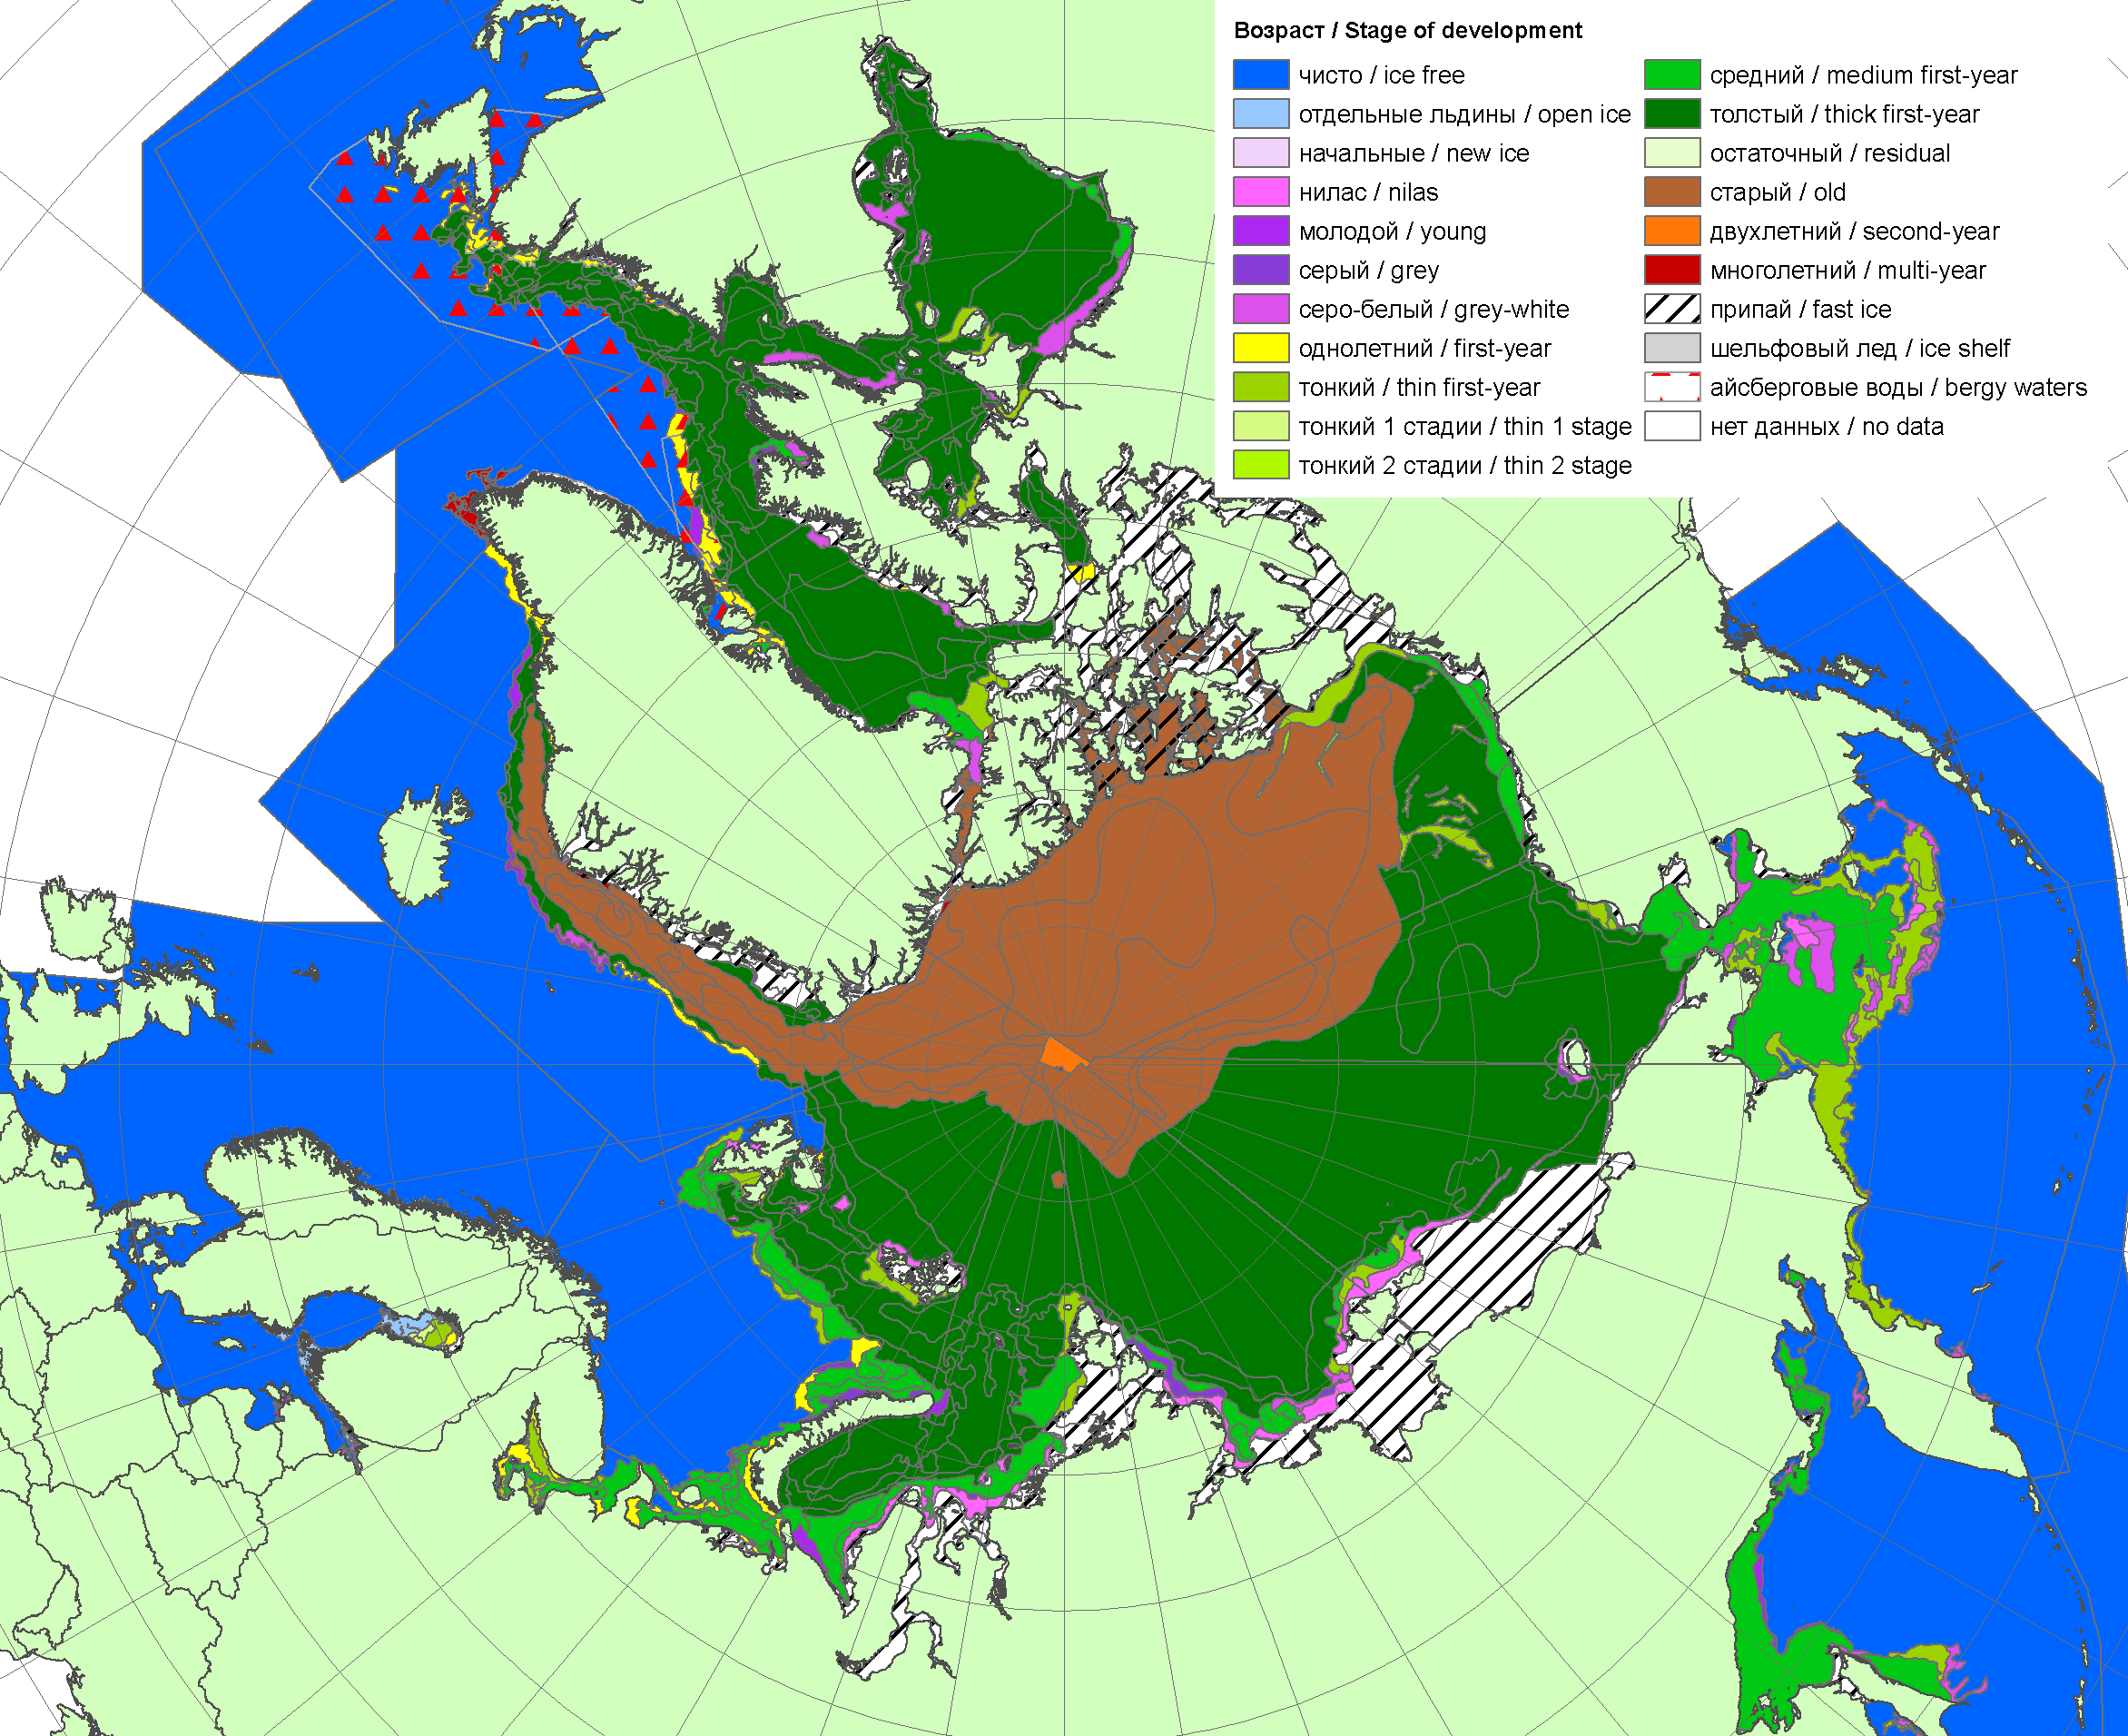 Возраст / Stage of development
чисто / ice free
отдельные льдины / open ice
начальные / new ice
нилас / nilas
молодой / young
серый / grey
серо-белый / grey-white
однолетний / first-year
тонкий / thin first-year
тонкий 1 стадии / thin 1 stage
тонкий 2 стадии / thin 2 stage
средний / medium first-year
толстый / thick first-year
остаточный / residual
старый / old
двухлетний / second-year
многолетний / multi-year
припай / fast ice
шельфовый лед / ice shelf
айсберговые воды / bergy waters
нет данных / no data